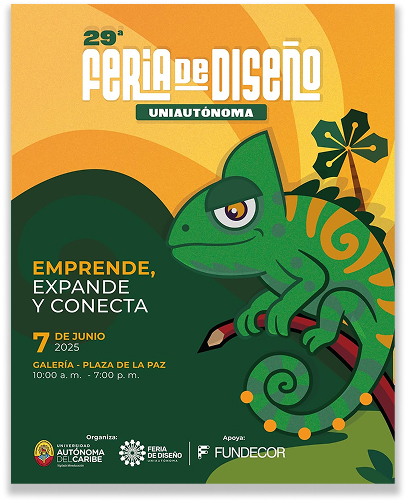 29ª
FERIA DE DISEÑO
UNIAUTÓNOMA
EMPRENDE,
EXPANDE
Y CONECTA
7 DE JUNIO
2025
GALERÍA - PLAZA DE LA PAZ
10:00 a. m. - 7:00 p. m.
Organiza:
Apoya:
UNIVERSIDAD
AUTÓNOMA
DEL CARIBE
FERIA
DE DISEÑO
UNIAUTÓNOMA
FUNDECOR